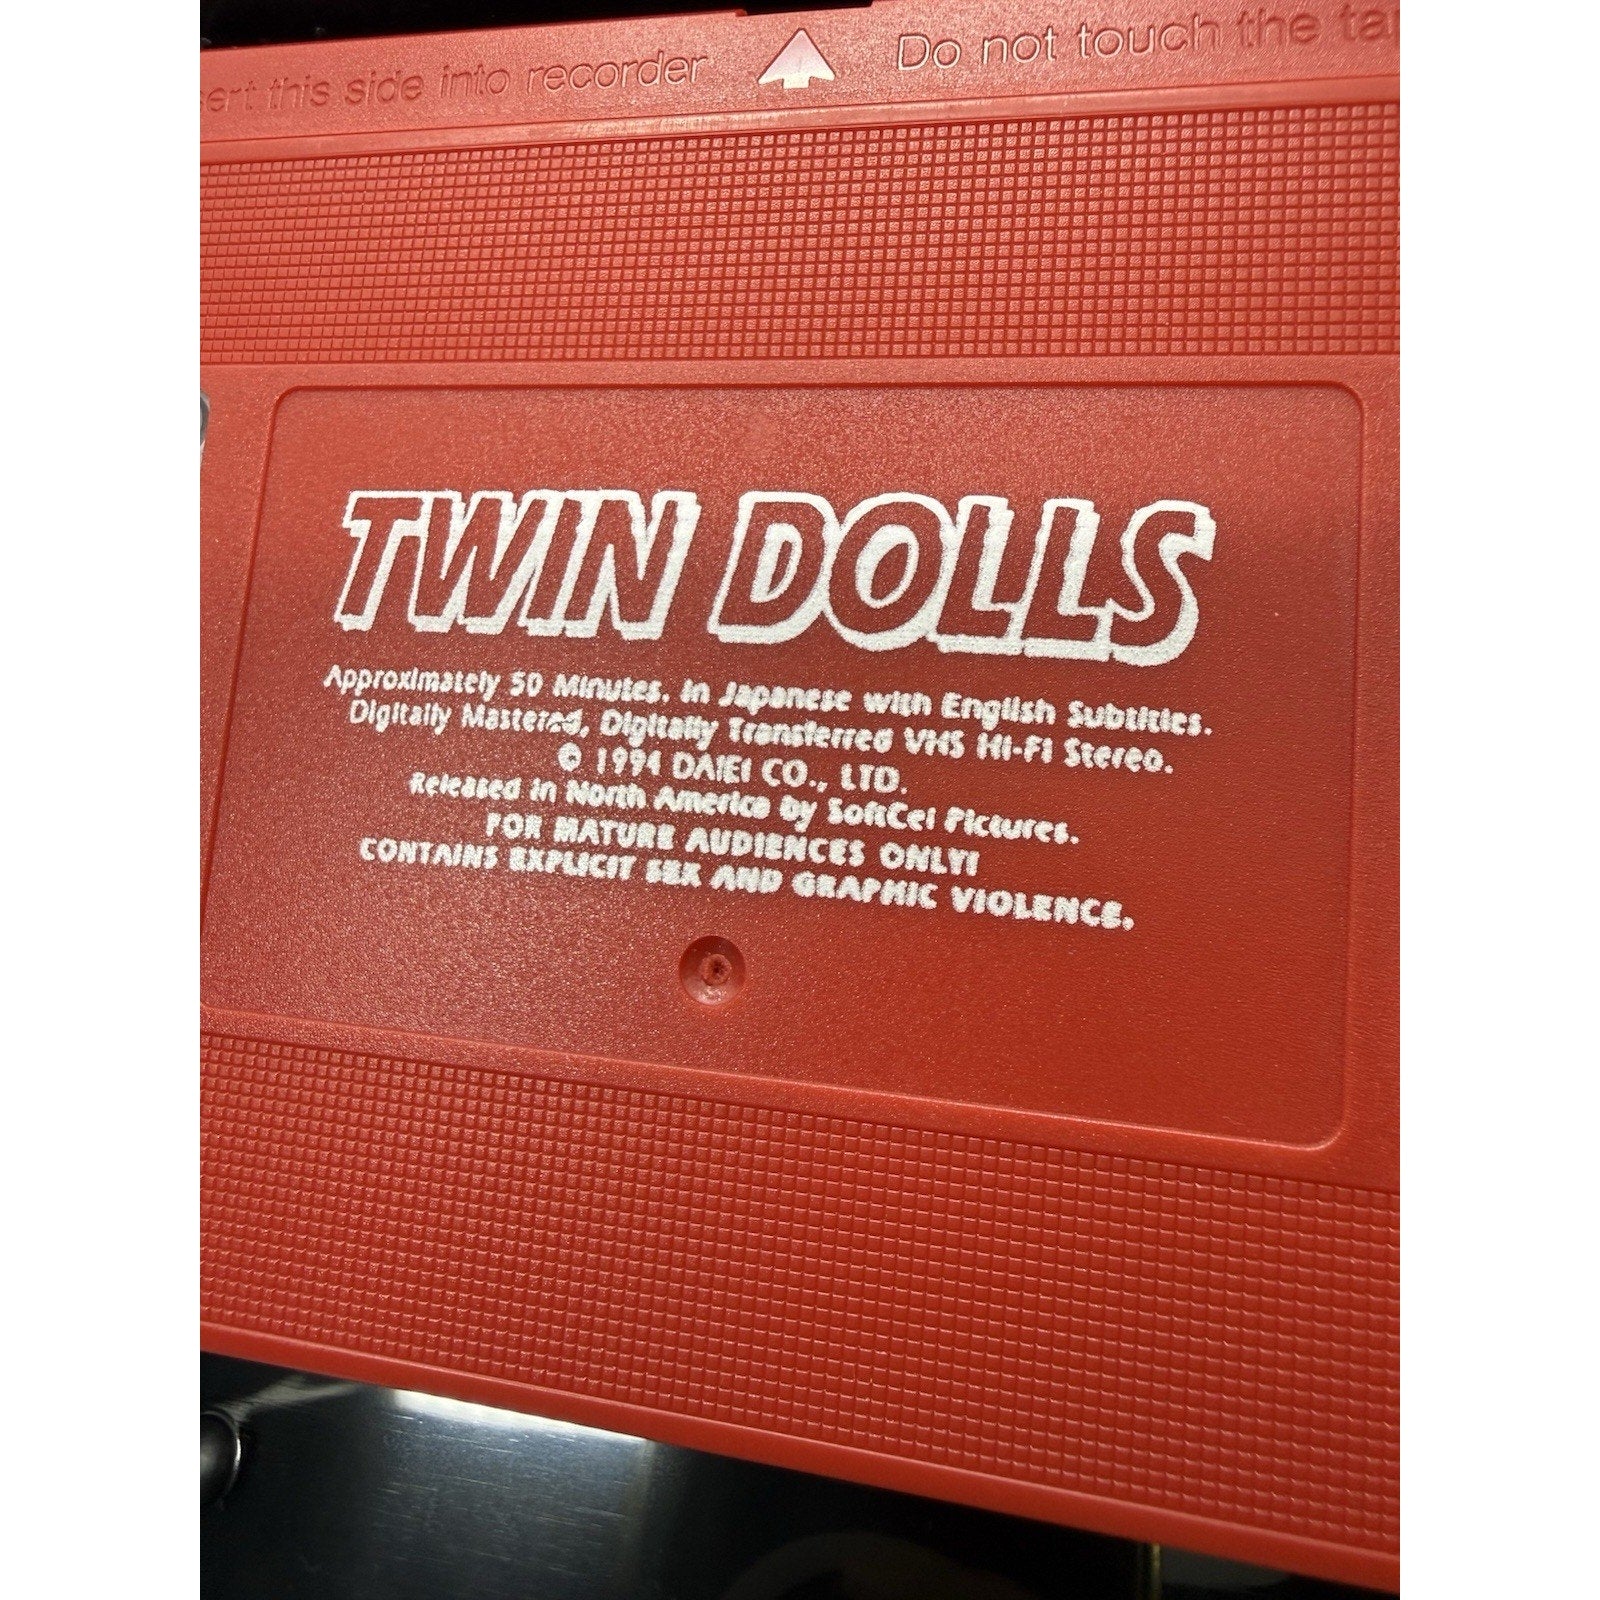 ert this side into recorder Do not touch the ta
TWIN DOLLS
Approximately 50 Minutes. In Japanese with English Subtitles.
Digitally Mastered, Digitally Transferred VHS Hi-Fi Stereo.
© 1994 DAIEI CO., LTD.
Released in North America by SoftCel Pictures.
FOR MATURE AUDIENCES ONLY!
CONTAINS EXPLICIT SEX AND GRAPHIC VIOLENCE.